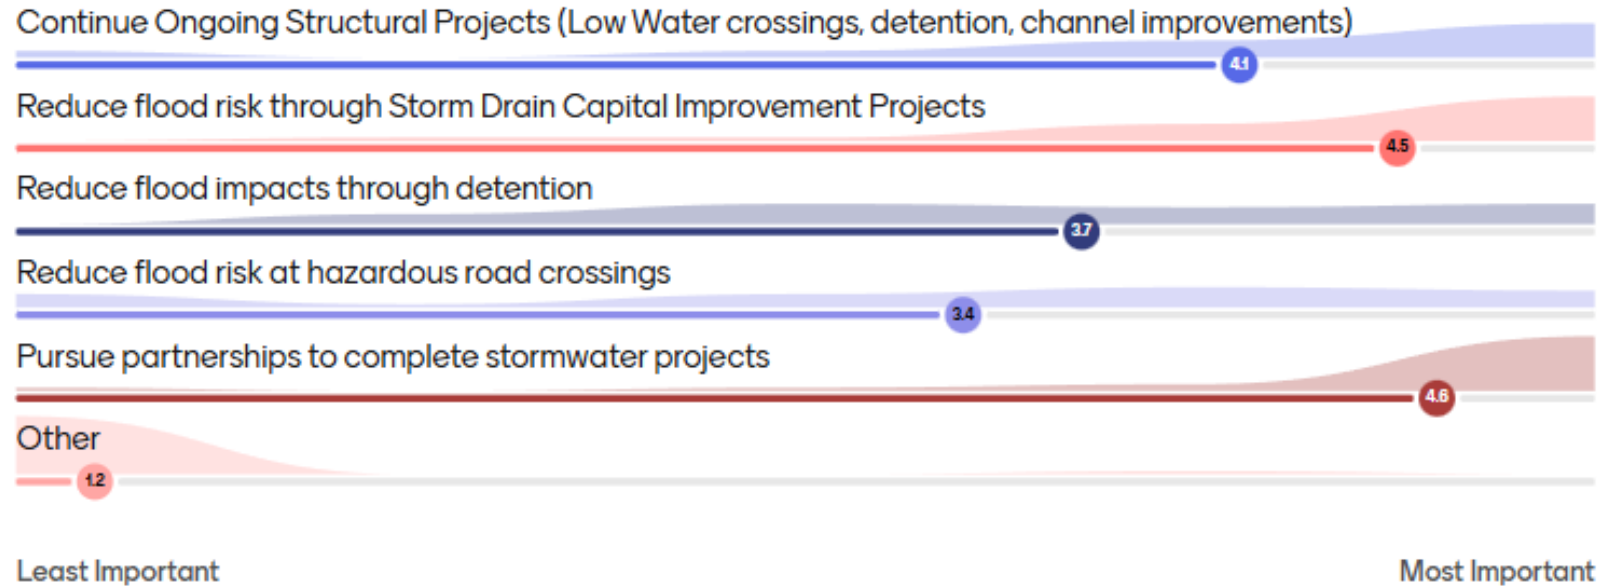 Continue Ongoing Structural Projects (Low Water crossings, detention, channel improvements)
4.1
Reduce flood risk through Storm Drain Capital Improvement Projects
4.5
Reduce flood impacts through detention
3.7
Reduce flood risk at hazardous road crossings
3.4
Pursue partnerships to complete stormwater projects
4.6
Other
1.2
Least Important
Most Important